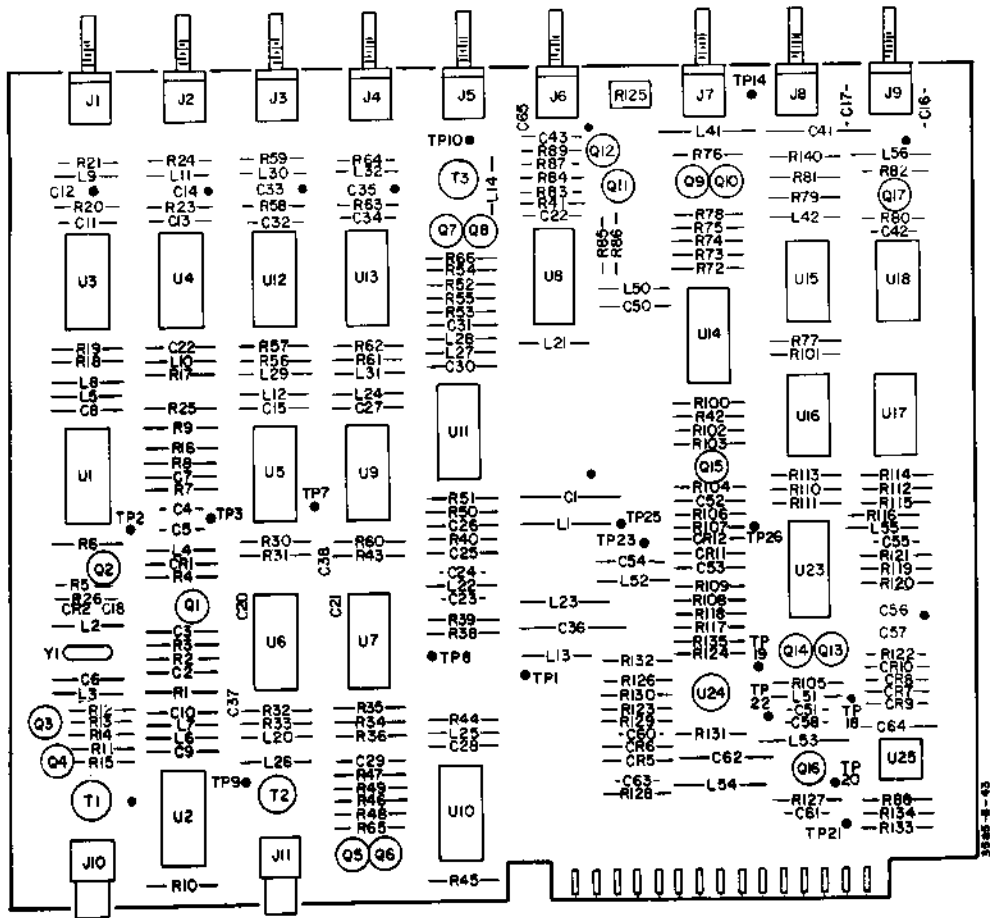 J1 J2 J3 J4 J5 J6 R125 J7 TP14 J8 C17 J9 C16
R21 R24 R59 R64 TP10 C65 C43 Q12 L41 C41 L56
L9 L11 L30 L32 R89 R76 R140 R82
C12 C14 C33 C35 T3 L14 R87 Q11 Q9 Q10 R81 Q17
R20 R23 R58 R63 R84 R79
C11 C13 C32 C34 R83 R78 L42 R80
Q7 Q8 R41 R75 C42
C22 R85 R86 R74
U3 U4 U12 U13 R66 U8 R73 U15 U18
R54 R72
R52 L50
R55 C50 U14
R53
C31
R19 C22 R57 R62 L28 L21 R77
R18 L10 R56 R61 L27 R101
R17 L29 L31 C30
L8
L5 L12 L24 U11 R100 U16 U17
C8 R25 C15 C27 R42
R9 R102
R16 R103
U1 R8 U5 U9 Q15
C7 R113 R114
R7 R104 R110 R112
C4 TP3 TP7 R51 C1 C52 R111 R115
TP2 C5 R50 R106 R116
C26 L1 TP25 R107 TP26 L55
R6 L4 R30 R60 R40 TP23 CR12 C55
Q2 CR1 R31 C38 R43 C25 C54 CR11 U23 R121
R4 C24 C53 R119
R5 L22 L52 R120
R26 C23 R109
CR2 C18 Q1 C20 C21 L23 R108 C56
L2 R39 R118
C3 U6 U7 R38 C36 R117 C57
Y1 R3 R135 TP19 Q14 Q13
R2 TP8 L13 R132 R124 R122
C6 C2 TP1 R126 CR10
L3 R1 R130 U24 TP22 R105 CR8
R12 C37 R32 R35 R123 L51 TP18 CR7
Q3 R13 C10 R33 R34 R44 R129 C51 CR9
R14 L7 L20 R36 L25 C60 R131 C58 C64
R11 L6 C28 CR6 L53
Q4 R15 C9 L26 C29 CR5 C62 Q16 TP20 U25
TP9 R47 C63 L54
T1 U2 T2 R49 U10 R128 R127 R88
R46 C61 R134
R48 TP21 R133
R65
J10 J11 Q5 Q6
R10 R45
3585-8-43